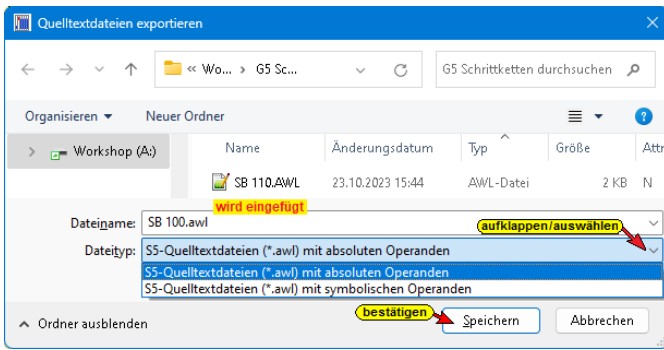 Quelltextdateien exportieren
« Wo... › G5 Sc...
G5 Schrittketten durchsuchen
Organisieren
Neuer Ordner
?
Workshop (A:)
Name
Änderungsdatum
Typ
Größe
Attr
SB 110.AWL
23.10.2023 15:44
AWL-Datei
2 KB
N
wird eingefügt
Dateiname:
SB 100.awl
aufklappen/auswählen
Dateityp:
S5-Quelltextdateien (*.awl) mit absoluten Operanden
S5-Quelltextdateien (*.awl) mit absoluten Operanden
S5-Quelltextdateien (*.awl) mit symbolischen Operanden
Ordner ausblenden
bestätigen
Speichern
Abbrechen